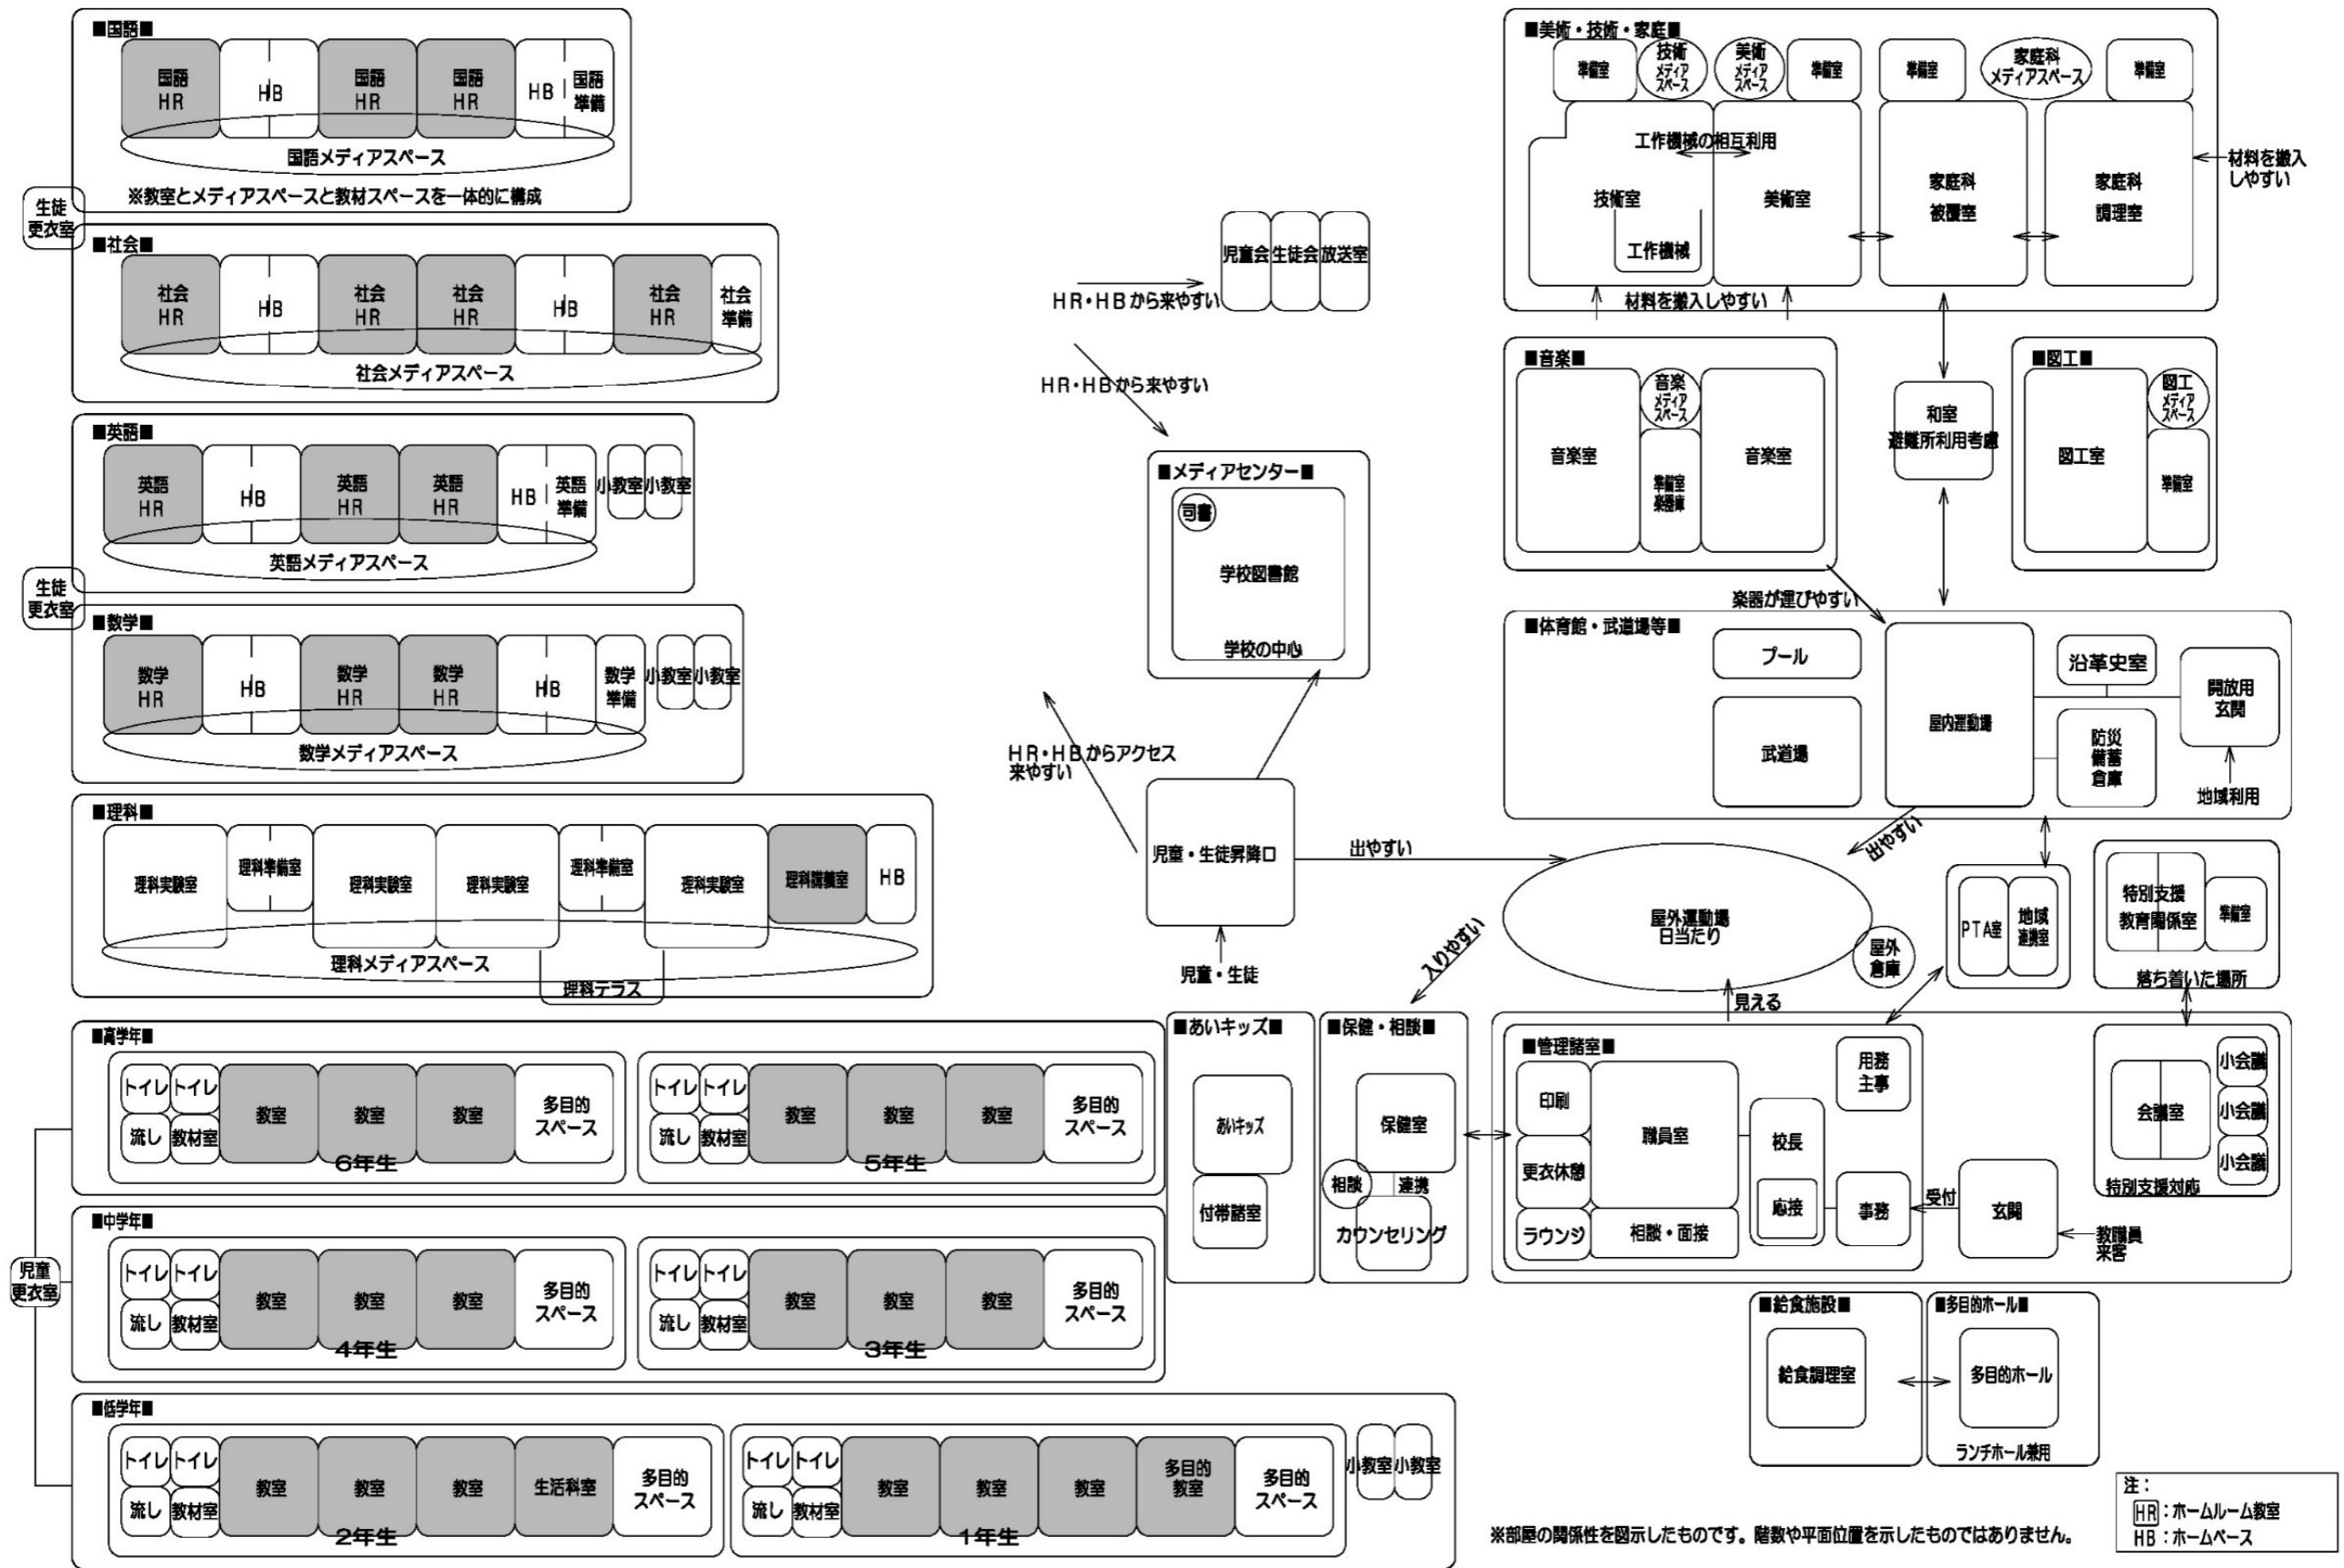 ■国語■
国語
HR
HB
国語
HR
国語
HR
HB
国語
準備
国語メディアスペース
※教室とメディアスペースと教材スペースを一体的に構成
生徒
更衣室
■社会■
社会
HR
HB
社会
HR
社会
HR
HB
社会
HR
社会
準備
社会メディアスペース
■英語■
英語
HR
HB
英語
HR
英語
HR
HB
英語
準備
小教室
小教室
英語メディアスペース
生徒
更衣室
■数学■
数学
HR
HB
数学
HR
数学
HR
HB
数学
準備
小教室
小教室
数学メディアスペース
■理科■
理科実験室
理科準備室
理科実験室
理科実験室
理科準備室
理科実験室
理科講義室
HB
理科メディアスペース
理科テラス
児童
更衣室
■高学年■
トイレ
トイレ
流し
教材室
教室
教室
教室
多目的
スペース
6年生
トイレ
トイレ
流し
教材室
教室
教室
教室
多目的
スペース
5年生
■中学年■
トイレ
トイレ
流し
教材室
教室
教室
教室
多目的
スペース
4年生
トイレ
トイレ
流し
教材室
教室
教室
教室
多目的
スペース
3年生
■低学年■
トイレ
トイレ
流し
教材室
教室
教室
教室
生活科室
多目的
スペース
2年生
トイレ
トイレ
流し
教材室
教室
教室
教室
多目的
教室
多目的
スペース
1年生
小教室
小教室
児童会
生徒会
放送室
HR・HBから来やすい
HR・HBから来やすい
■メディアセンター■
司書
学校図書館
学校の中心
HR・HBからアクセス
来やすい
児童・生徒昇降口
児童・生徒
出やすい
■美術・技術・家庭■
準備室
技術
メディア
スペース
美術
メディア
スペース
準備室
準備室
家庭科
メディアスペース
準備室
工作機械の相互利用
技術室
工作機械
美術室
家庭科
被覆室
家庭科
調理室
材料を搬入
しやすい
材料を搬入しやすい
■音楽■
音楽室
音楽
メディア
スペース
準備室
楽器庫
音楽室
和室
避難所利用考慮
■図工■
図工室
図工
メディア
スペース
準備室
楽器が運びやすい
■体育館・武道場等■
プール
武道場
屋内運動場
沿革史室
防災
備蓄
倉庫
開放用
玄関
地域利用
出やすい
屋外運動場
日当たり
屋外
倉庫
入りやすい
見える
PTA室
地域
連携室
特別支援
教育関係室
準備室
落ち着いた場所
■あいキッズ■
あいキッズ
付帯諸室
■保健・相談■
保健室
相談
連携
カウンセリング
■管理諸室■
印刷
更衣休憩
ラウンジ
職員室
相談・面接
校長
応接
用務
主事
事務
受付
玄関
教職員
来客
会議室
小会議
小会議
小会議
特別支援対応
■給食施設■
給食調理室
■多目的ホール■
多目的ホール
ランチホール兼用
※部屋の関係性を図示したものです。階数や平面位置を示したものではありません。
注：
HR：ホームルーム教室
HB：ホームベース